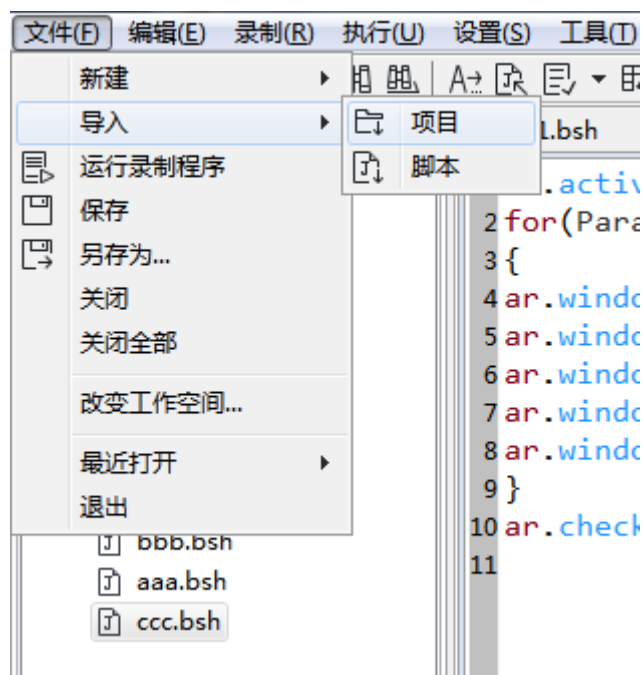 文件(F) 编辑(E) 录制(R) 执行(U) 设置(S) 工具(T)
新建
导入
项目
脚本
运行录制程序
保存
另存为...
关闭
关闭全部
改变工作空间...
最近打开
退出
bbb.bsh
aaa.bsh
ccc.bsh
1.bsh
.activ
2 for(Para
3 {
4 ar.windo
5 ar.windo
6 ar.windo
7 ar.windo
8 ar.windo
9 }
10 ar.check
11